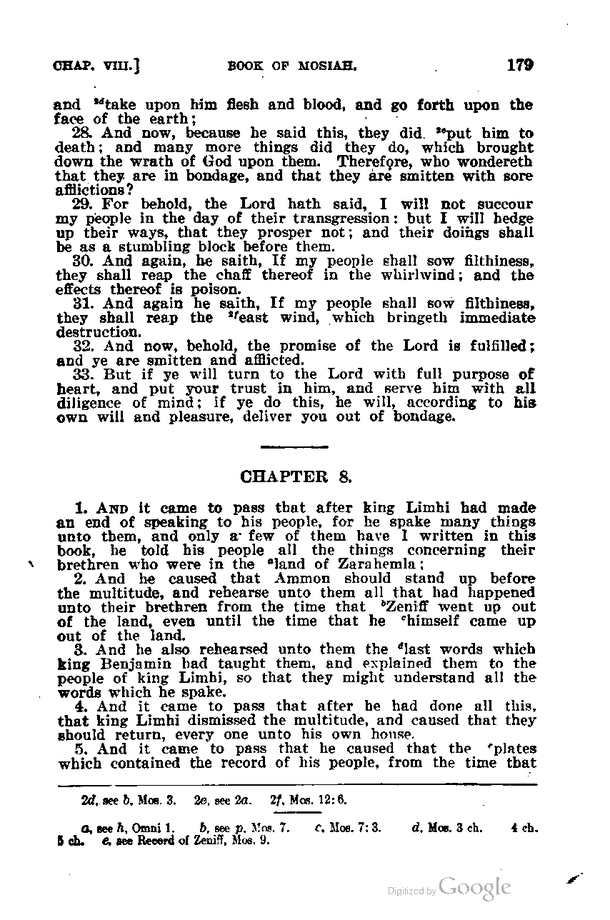 CHAP. VIII.] BOOK OF MOSIAH. 179
and 2dtake upon him flesh and blood, and go forth upon the
face of the earth;
28. And now, because he said this, they did 2eput him to
death; and many more things did they do, which brought
down the wrath of God upon them. Therefore, who wondereth
that they are in bondage, and that they are smitten with sore
afflictions?
29. For behold, the Lord hath said, I will not succour
my people in the day of their transgression: but I will hedge
up their ways, that they prosper not; and their doings shall
be as a stumbling block before them.
30. And again, he saith, If my people shall sow filthiness,
they shall reap the chaff thereof in the whirlwind; and the
effects thereof is poison.
31. And again he saith, If my people shall sow filthiness,
they shall reap the 2feast wind, which bringeth immediate
destruction.
32. And now, behold, the promise of the Lord is fulfilled;
and ye are smitten and afflicted.
33. But if ye will turn to the Lord with full purpose of
heart, and put your trust in him, and serve him with all
diligence of mind; if ye do this, he will, according to his
own will and pleasure, deliver you out of bondage.
CHAPTER 8.
1. AND it came to pass that after king Limhi had made
an end of speaking to his people, for he spake many things
unto them, and only a few of them have I written in this
book, he told his people all the things concerning their
brethren who were in the aland of Zarahemla;
2. And he caused that Ammon should stand up before
the multitude, and rehearse unto them all that had happened
unto their brethren from the time that bZeniff went up out
of the land, even until the time that he chimself came up
out of the land.
3. And he also rehearsed unto them the dlast words which
king Benjamin had taught them, and explained them to the
people of king Limhi, so that they might understand all the
words which he spake.
4. And it came to pass that after he had done all this,
that king Limhi dismissed the multitude, and caused that they
should return, every one unto his own house.
5. And it came to pass that he caused that the eplates
which contained the record of his people, from the time that
2d, see b, Mos. 3. 2e, see 2a. 2f, Mos. 12:6.
a, see h, Omni 1. b, see p, Mos. 7. c, Mos. 7:3. d, Mos. 3 ch. 4 ch.
5 ch. e, see Record of Zeniff, Mos. 9.
Digitized by Google